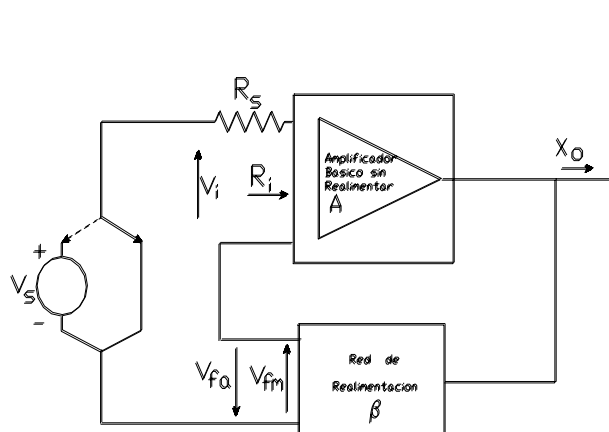 Rs
Xo
Amplificador
Basico sin
Realimentar
A
Ri
Vi
+
Vs
-
Vfa
Vfm
Red de
Realimentacion
β